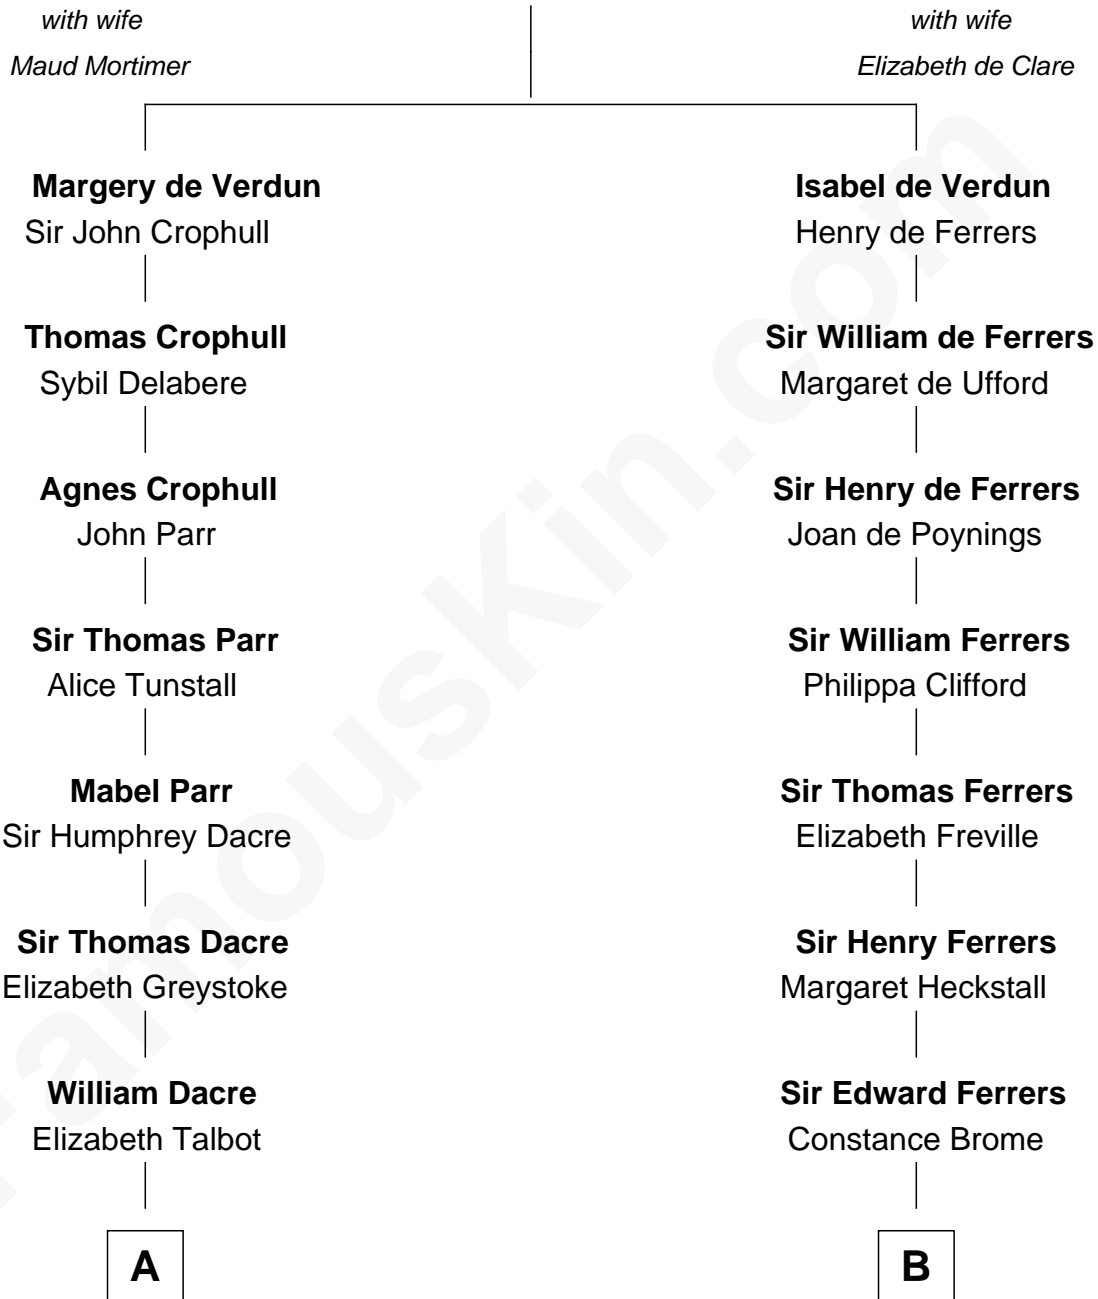 with wife
Maud Mortimer
with wife
Elizabeth de Clare
Margery de Verdun
Sir John Crophull
Isabel de Verdun
Henry de Ferrers
Thomas Crophull
Sybil Delabere
Sir William de Ferrers
Margaret de Ufford
Agnes Crophull
John Parr
Sir Henry de Ferrers
Joan de Poynings
Sir Thomas Parr
Alice Tunstall
Sir William Ferrers
Philippa Clifford
Mabel Parr
Sir Humphrey Dacre
Sir Thomas Ferrers
Elizabeth Freville
Sir Thomas Dacre
Elizabeth Greystoke
Sir Henry Ferrers
Margaret Heckstall
William Dacre
Elizabeth Talbot
Sir Edward Ferrers
Constance Brome
A
B
FamousKin.com